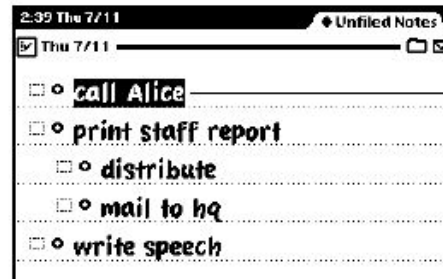 2:39 Thu 7/11 ◆Unfiled Notes
Thu 7/11
call Alice
print staff report
distribute
mail to hq
write speech